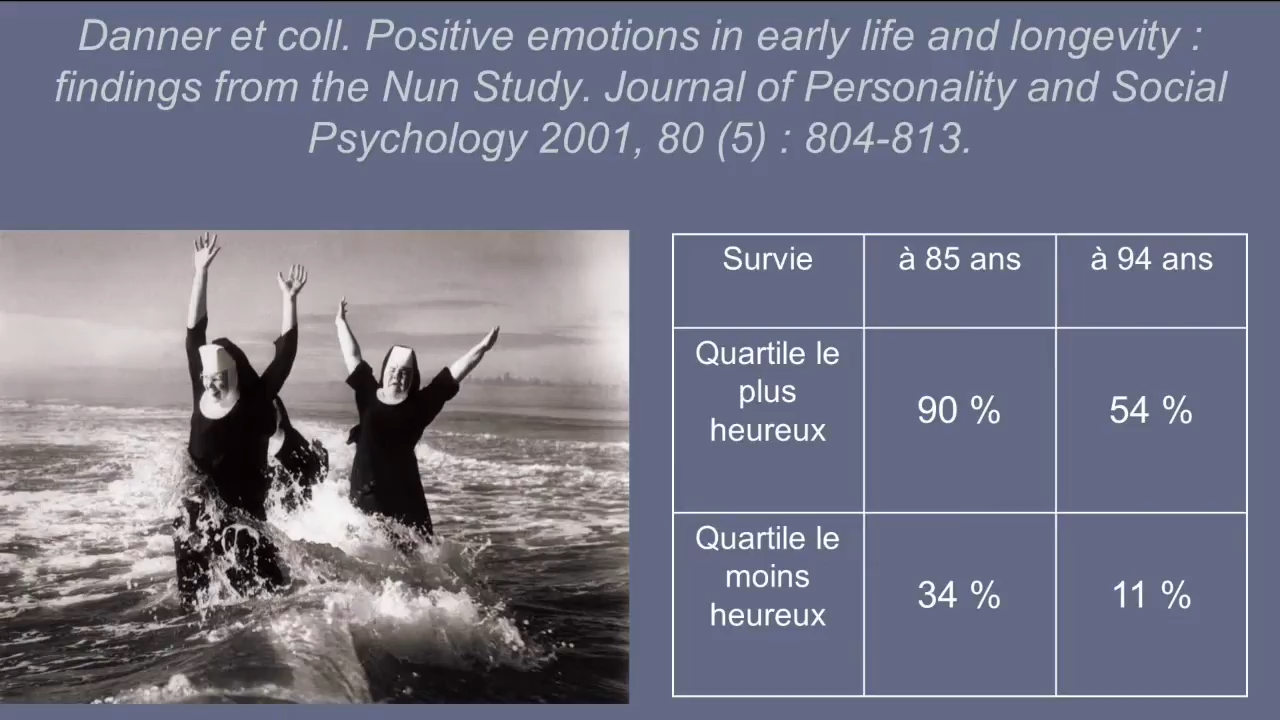 Danner et coll. Positive emotions in early life and longevity :
findings from the Nun Study. Journal of Personality and Social
Psychology 2001, 80 (5) : 804-813.
Survie
à 85 ans
à 94 ans
Quartile le
plus
heureux
90 %
54 %
Quartile le
moins
heureux
34 %
11 %